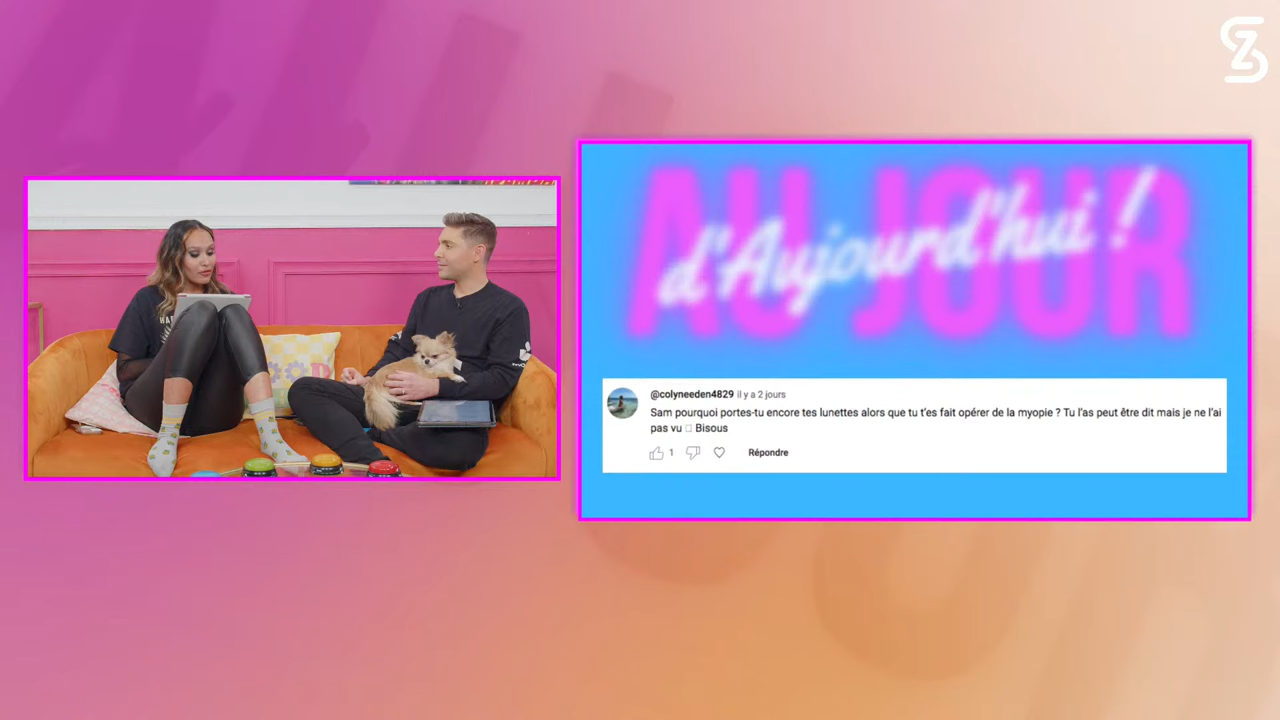 AU JOUR
d'Aujourd'hui !
@colyneeden4829 il y a 2 jours
Sam pourquoi portes-tu encore tes lunettes alors que tu t'es fait opérer de la myopie ? Tu l'as peut être dit mais je ne l'ai
pas vu □ Bisous
1
Répondre